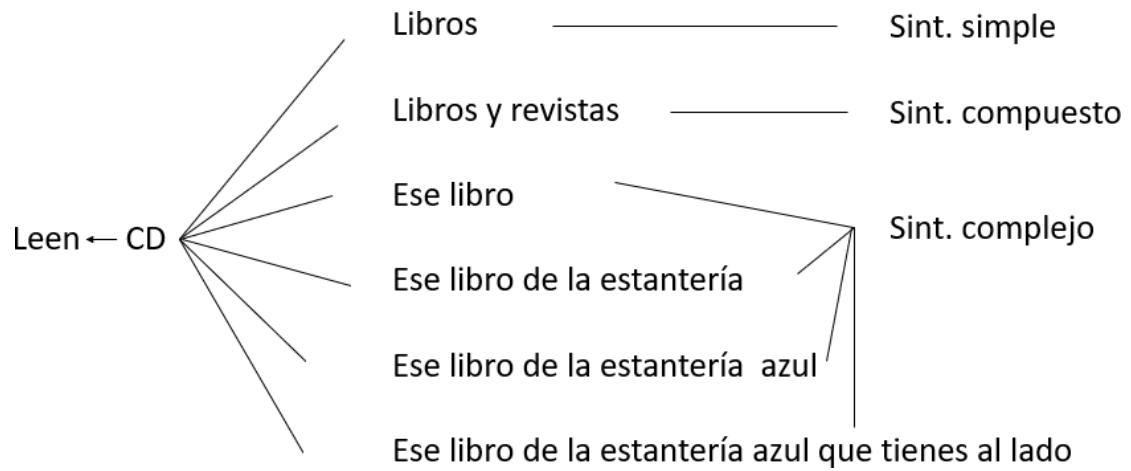 Libros Sint. simple
Libros y revistas Sint. compuesto
Ese libro
Leen CD Sint. complejo
Ese libro de la estantería
Ese libro de la estantería azul
Ese libro de la estantería azul que tienes al lado